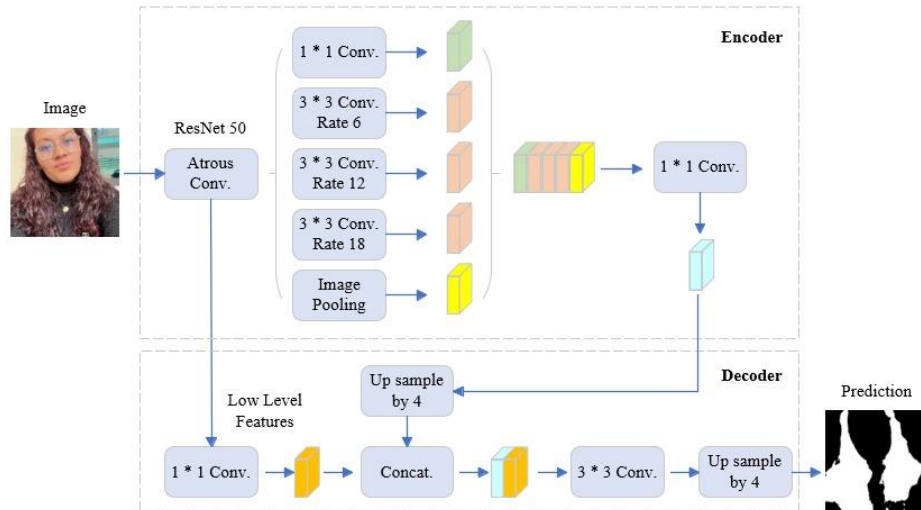 Encoder
1 * 1 Conv.
Image
3 * 3 Conv.
Rate 6
ResNet 50
Atrous
Conv.
3 * 3 Conv.
Rate 12
1 * 1 Conv.
3 * 3 Conv.
Rate 18
Image
Pooling
Decoder
Up sample
by 4
Prediction
Low Level
Features
1 * 1 Conv.
Concat.
3 * 3 Conv.
Up sample
by 4